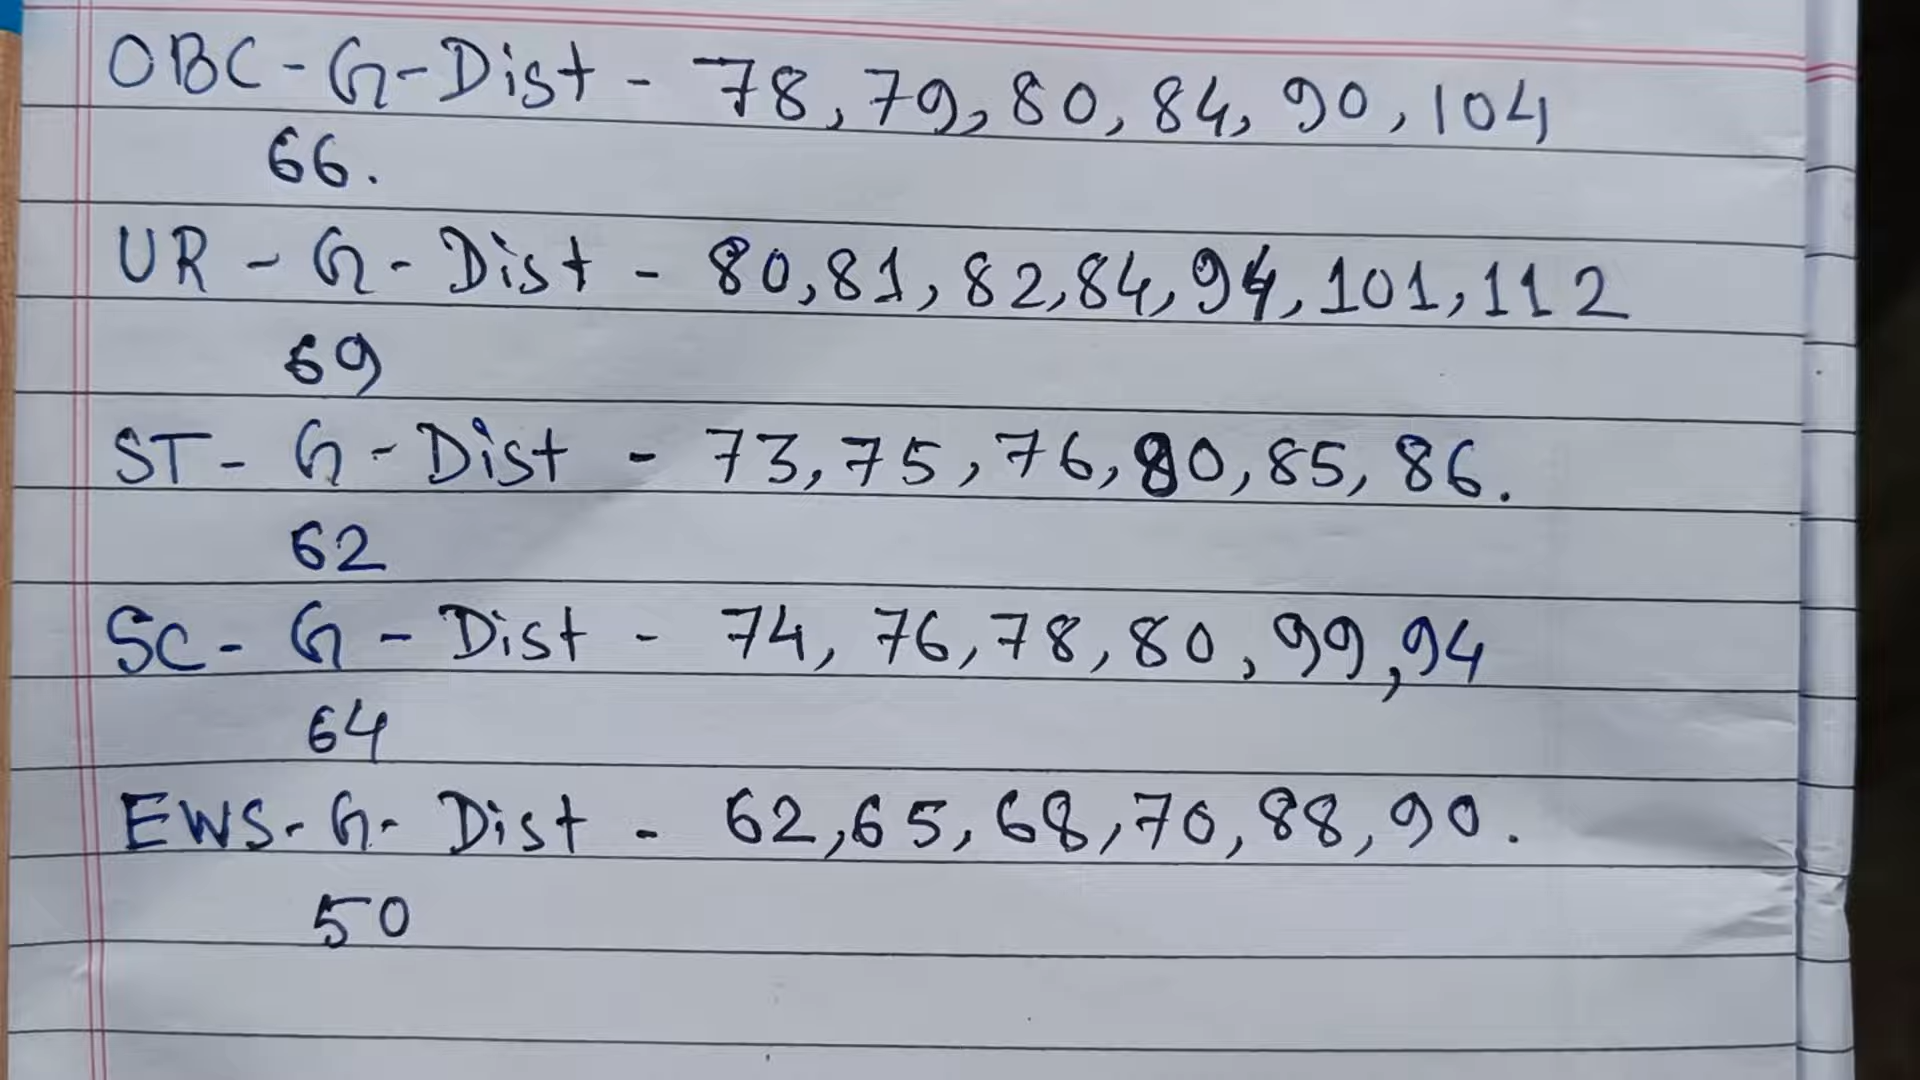 OBC - G - Dist - 78, 79, 80, 84, 90, 104
66.
UR - G - Dist - 80, 81, 82, 84, 94, 101, 112
69
ST - G - Dist - 73, 75, 76, 80, 85, 86.
62
SC - G - Dist - 74, 76, 78, 80, 99, 94
64
EWS - G - Dist - 62, 65, 68, 70, 88, 90.
50